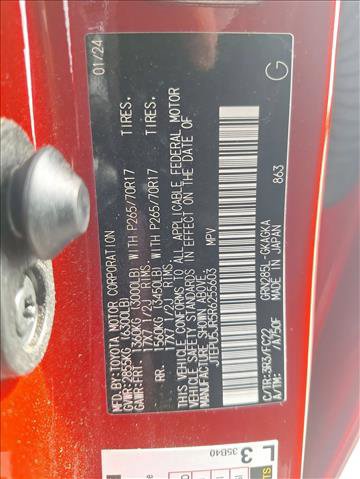 MFD. BY:TOYOTA MOTOR CORPORATION
01/24
GVWR:2855KG (6300LB)
GAWR:FRT. 1360KG (3000LB) WITH P265/70R17 TIRES.
17X7 1/2J RIMS.
RR. 1560KG (3450LB) WITH P265/70R17 TIRES.
17X7 1/2J RIMS.
THIS VEHICLE CONFORMS TO ALL APPLICABLE FEDERAL MOTOR
VEHICLE SAFETY STANDARDS IN EFFECT ON THE DATE OF
MANUFACTURE SHOWN ABOVE.
JTEPU5JR5R6255603 MPV
G
C/TR:3R3/FC22
A/TM: -/A750F
GRN285L-GKAGKA
MADE IN JAPAN
863
L 3
35B40